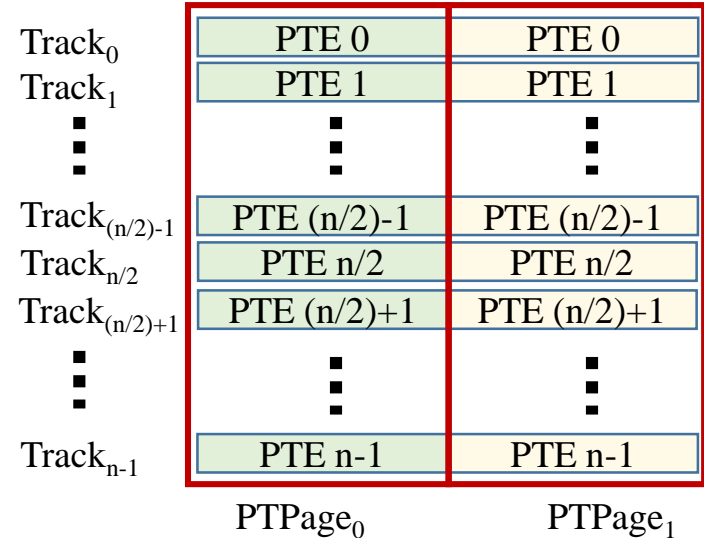 Track₀ PTE 0 PTE 0
Track₁ PTE 1 PTE 1
Track₍ₙ/₂₎₋₁ PTE (n/2)-1 PTE (n/2)-1
Trackₙ/₂ PTE n/2 PTE n/2
Track₍ₙ/₂₎₊₁ PTE (n/2)+1 PTE (n/2)+1
Trackₙ₋₁ PTE n-1 PTE n-1
PTPage₀ PTPage₁